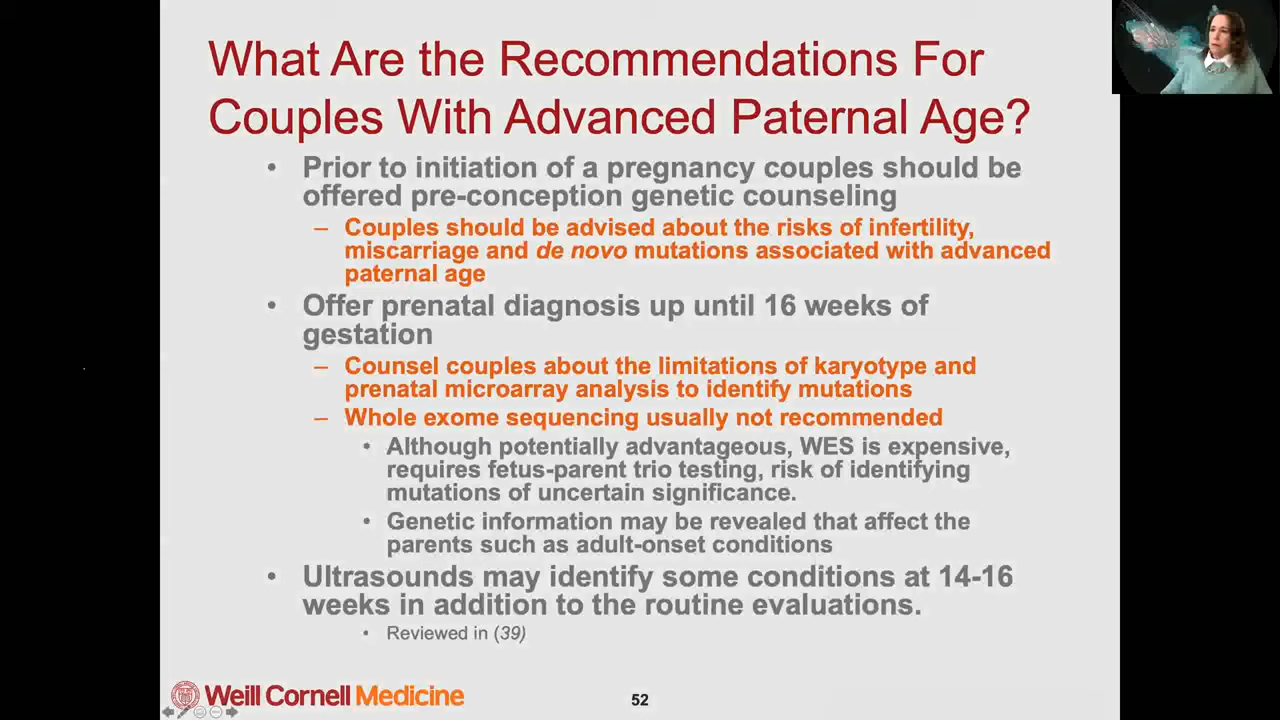 What Are the Recommendations For
Couples With Advanced Paternal Age?
• Prior to initiation of a pregnancy couples should be
offered pre-conception genetic counseling
– Couples should be advised about the risks of infertility,
miscarriage and de novo mutations associated with advanced
paternal age
• Offer prenatal diagnosis up until 16 weeks of
gestation
– Counsel couples about the limitations of karyotype and
prenatal microarray analysis to identify mutations
– Whole exome sequencing usually not recommended
• Although potentially advantageous, WES is expensive,
requires fetus-parent trio testing, risk of identifying
mutations of uncertain significance.
• Genetic information may be revealed that affect the
parents such as adult-onset conditions
• Ultrasounds may identify some conditions at 14-16
weeks in addition to the routine evaluations.
• Reviewed in (39)
Weill Cornell Medicine
52